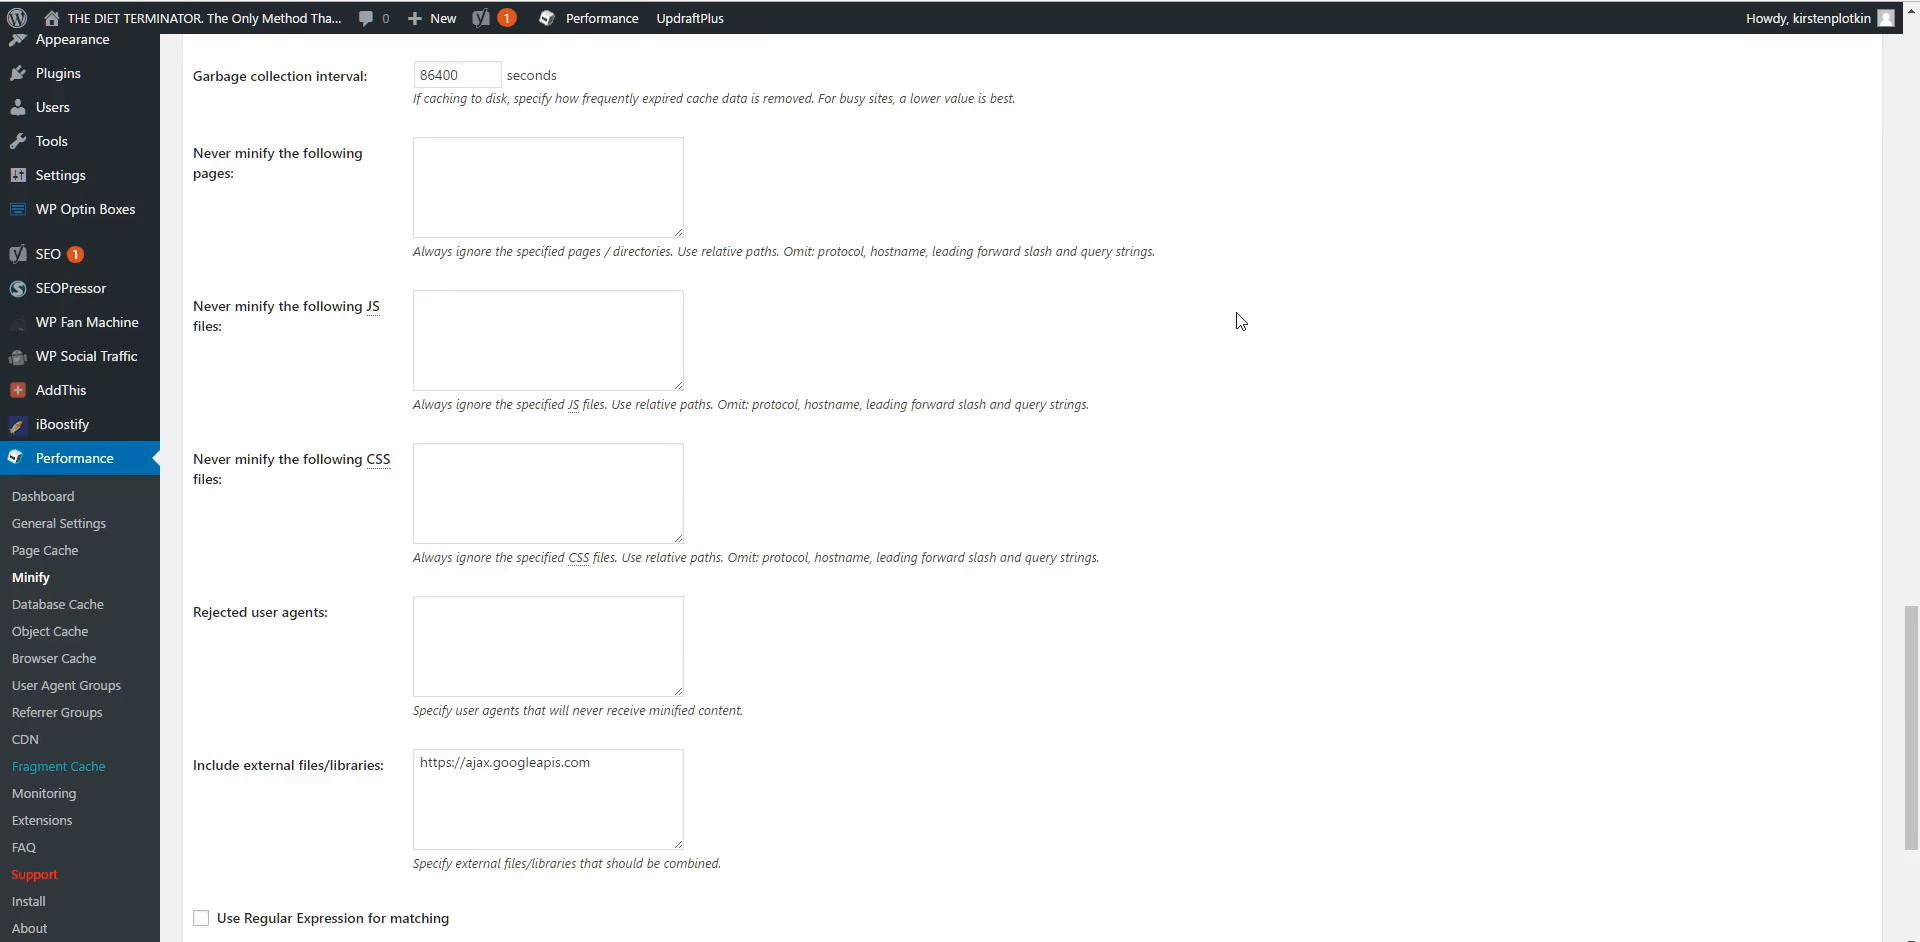 THE DIET TERMINATOR. The Only Method Tha... 0 New 1 Performance UpdraftPlus Howdy, kirstenplotkin
Appearance
Plugins
Users
Tools
Settings
WP Optin Boxes
SEO 1
SEOPressor
WP Fan Machine
WP Social Traffic
AddThis
iBoostify
Performance
Dashboard
General Settings
Page Cache
Minify
Database Cache
Object Cache
Browser Cache
User Agent Groups
Referrer Groups
CDN
Fragment Cache
Monitoring
Extensions
FAQ
Support
Install
About
Garbage collection interval: 86400 seconds
If caching to disk, specify how frequently expired cache data is removed. For busy sites, a lower value is best.
Never minify the following
pages:
Always ignore the specified pages / directories. Use relative paths. Omit: protocol, hostname, leading forward slash and query strings.
Never minify the following JS
files:
Always ignore the specified JS files. Use relative paths. Omit: protocol, hostname, leading forward slash and query strings.
Never minify the following CSS
files:
Always ignore the specified CSS files. Use relative paths. Omit: protocol, hostname, leading forward slash and query strings.
Rejected user agents:
Specify user agents that will never receive minified content.
Include external files/libraries: https://ajax.googleapis.com
Specify external files/libraries that should be combined.
Use Regular Expression for matching